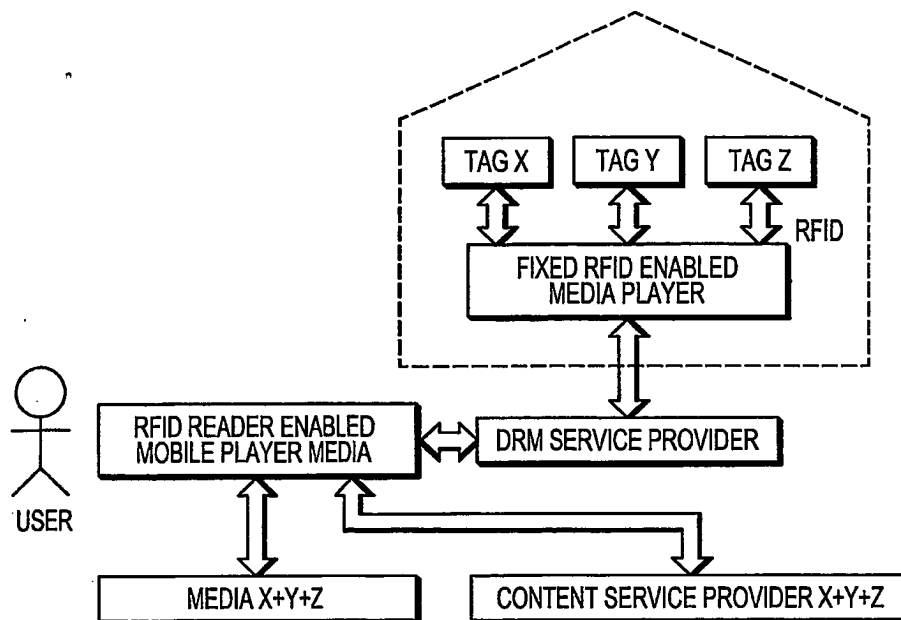 TAG X
TAG Y
TAG Z
RFID
FIXED RFID ENABLED
MEDIA PLAYER
RFID READER ENABLED
MOBILE PLAYER MEDIA
DRM SERVICE PROVIDER
USER
MEDIA X+Y+Z
CONTENT SERVICE PROVIDER X+Y+Z